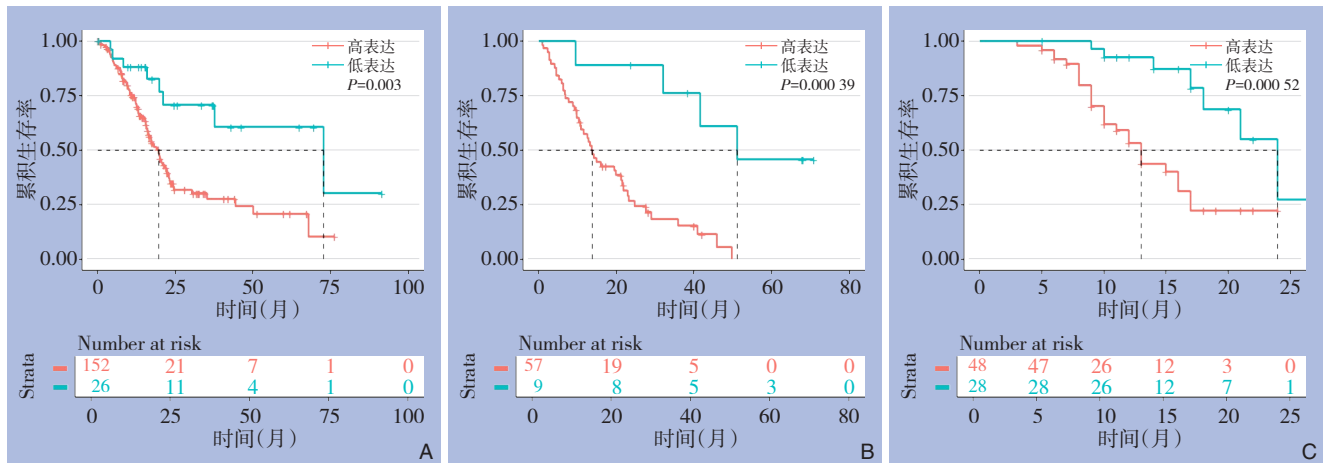 1.00
0.75
0.50
0.25
0.00
累积生存率
高表达
低表达
P=0.003
0 25 50 75 100
时间(月)
Number at risk
Strata
152 21 7 1 0
26 11 4 1 0
0 25 50 75 100
时间(月)
A
1.00
0.75
0.50
0.25
0.00
累积生存率
高表达
低表达
P=0.000 39
0 20 40 60 80
时间(月)
Number at risk
Strata
57 19 5 0 0
9 8 5 3 0
0 20 40 60 80
时间(月)
B
1.00
0.75
0.50
0.25
0.00
累积生存率
高表达
低表达
P=0.000 52
0 5 10 15 20 25
时间(月)
Number at risk
Strata
48 47 26 12 3 0
28 28 26 12 7 1
0 5 10 15 20 25
时间(月)
C